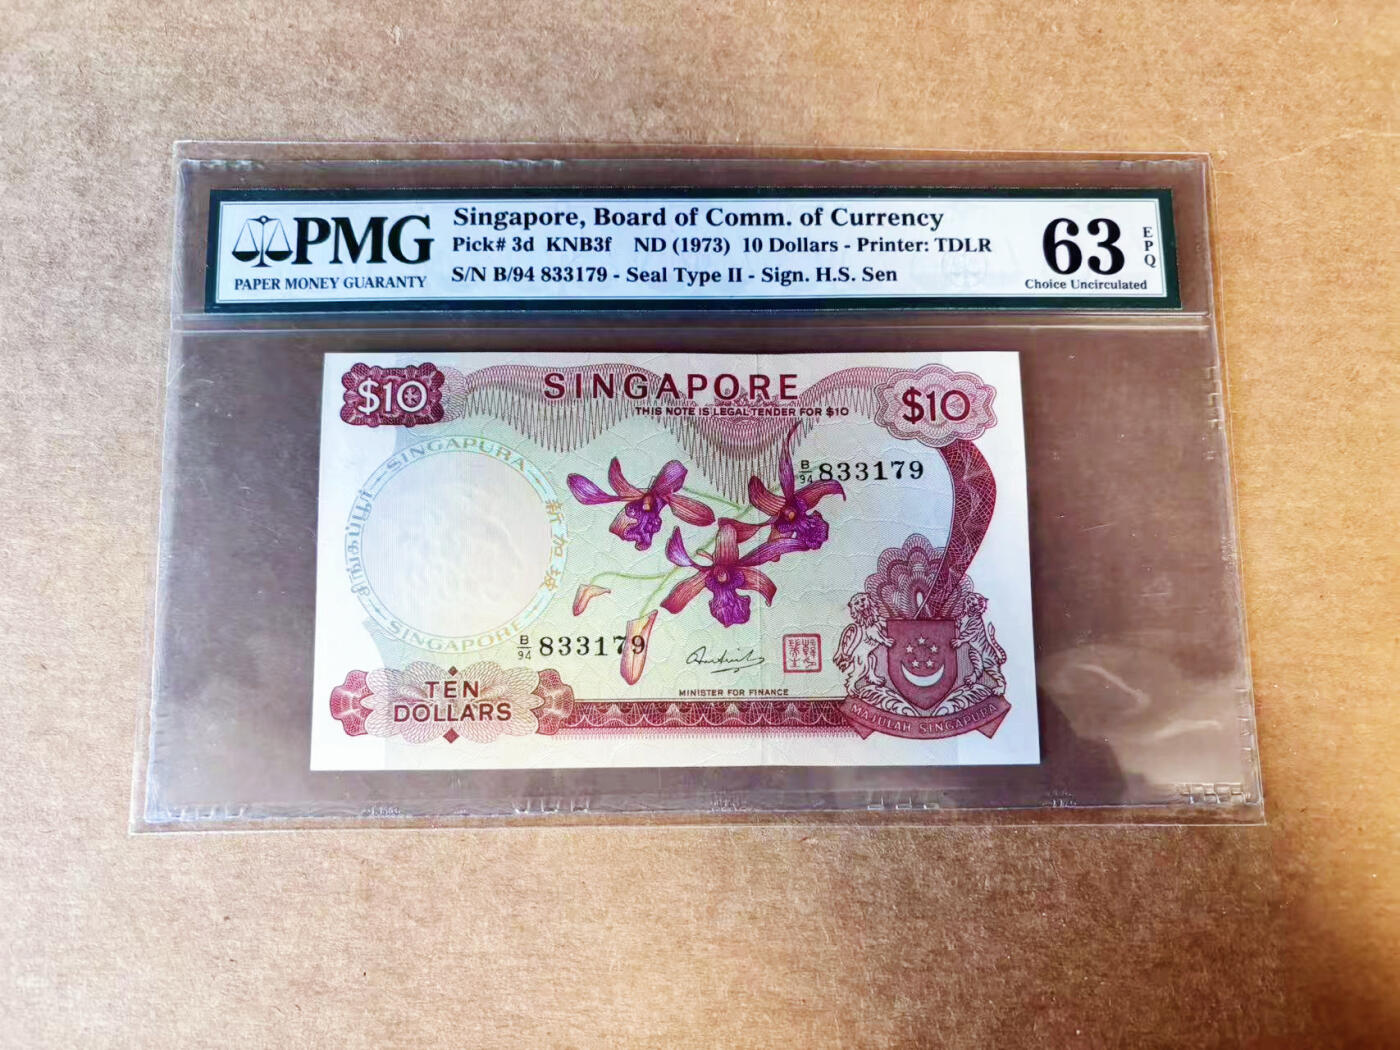 PMG
PAPER MONEY GUARANTY
Singapore, Board of Comm. of Currency
Pick# 3d KNB3f ND (1973) 10 Dollars - Printer: TDLR
S/N B/94 833179 - Seal Type II - Sign. H.S. Sen
63
EPQ
Choice Uncirculated
$10
SINGAPORE
$10
THIS NOTE IS LEGAL TENDER FOR $10
SINGAPURA
சிங்கப்பூர்
新加坡
SINGAPORE
B/94 833179
B/94 833179
MINISTER FOR FINANCE
TEN
DOLLARS
MAJULAH SINGAPURA